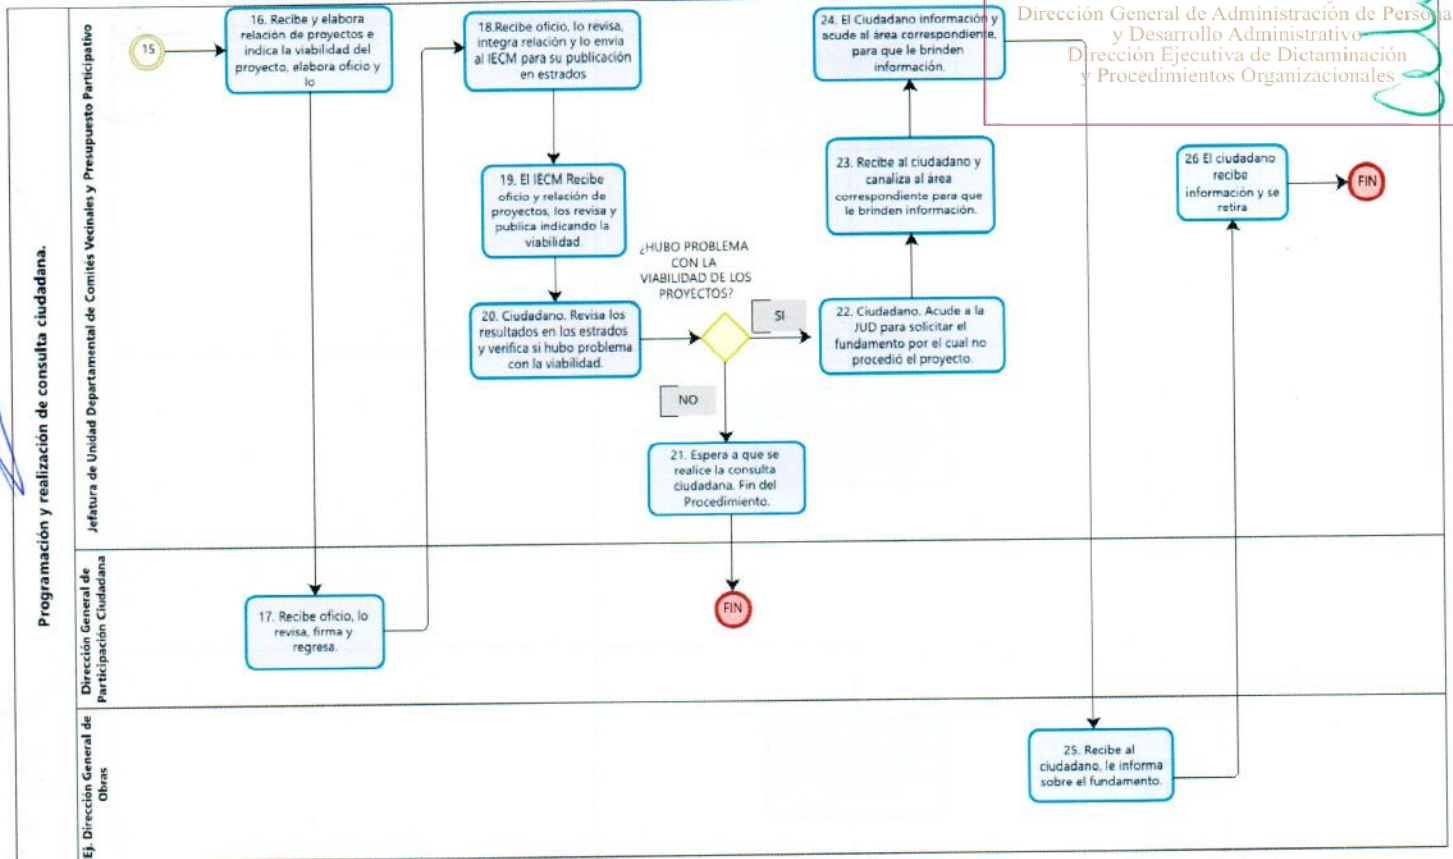 Dirección General de Administración de Persona
y Desarrollo Administrativo
Dirección Ejecutiva de Dictaminación
y Procedimientos Organizacionales
Programación y realización de consulta ciudadana.
Jefatura de Unidad Departamental de Comités Vecinales y Presupuesto Participativo
15
16. Recibe y elabora
relación de proyectos e
indica la viabilidad del
proyecto, elabora oficio y
lo
18.Recibe oficio, lo revisa,
integra relación y lo envía
al IECM para su publicación
en estrados
19. El IECM Recibe
oficio y relación de
proyectos, los revisa y
publica indicando la
viabilidad.
20. Ciudadano. Revisa los
resultados en los estrados
y verifica si hubo problema
con la viabilidad.
¿HUBO PROBLEMA
CON LA
VIABILIDAD DE LOS
PROYECTOS?
SI
NO
21. Espera a que se
realice la consulta
ciudadana. Fin del
Procedimiento.
22. Ciudadano. Acude a la
JUD para solicitar el
fundamento por el cual no
procedió el proyecto.
23. Recibe al ciudadano y
canaliza al área
correspondiente para que
le brinden información.
24. El Ciudadano información y
acude al área correspondiente,
para que le brinden
información.
26 El ciudadano
recibe
información y se
retira
FIN
Dirección General de
Participación Ciudadana
17. Recibe oficio, lo
revisa, firma y
regresa.
FIN
Ej. Dirección General de
Obras
25. Recibe al
ciudadano, le informa
sobre el fundamento.